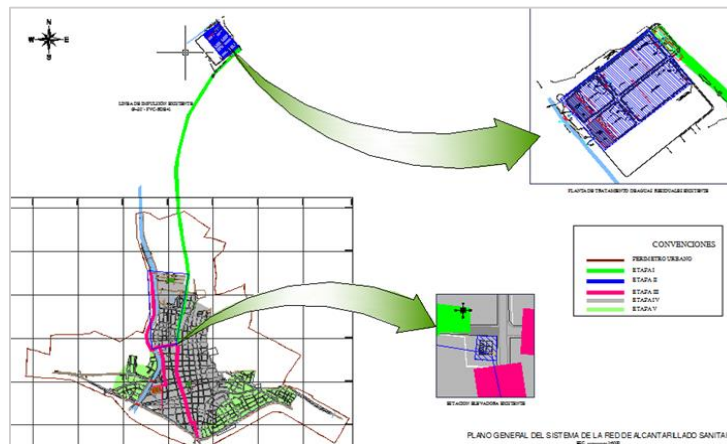 N
W E
S
LINEA DE IMPULSIÓN EXISTENTE
PLANTA DE TRATAMIENTO DE AGUAS RESIDUALES EXISTENTE
CONVENCIONES
PERIMETRO URBANO
ETAPA I
ETAPA II
ETAPA III
ETAPA IV
ETAPA V
ESTACION ELEVADORA EXISTENTE
PLANO GENERAL DEL SISTEMA DE LA RED DE ALCANTARILLADO SANITA